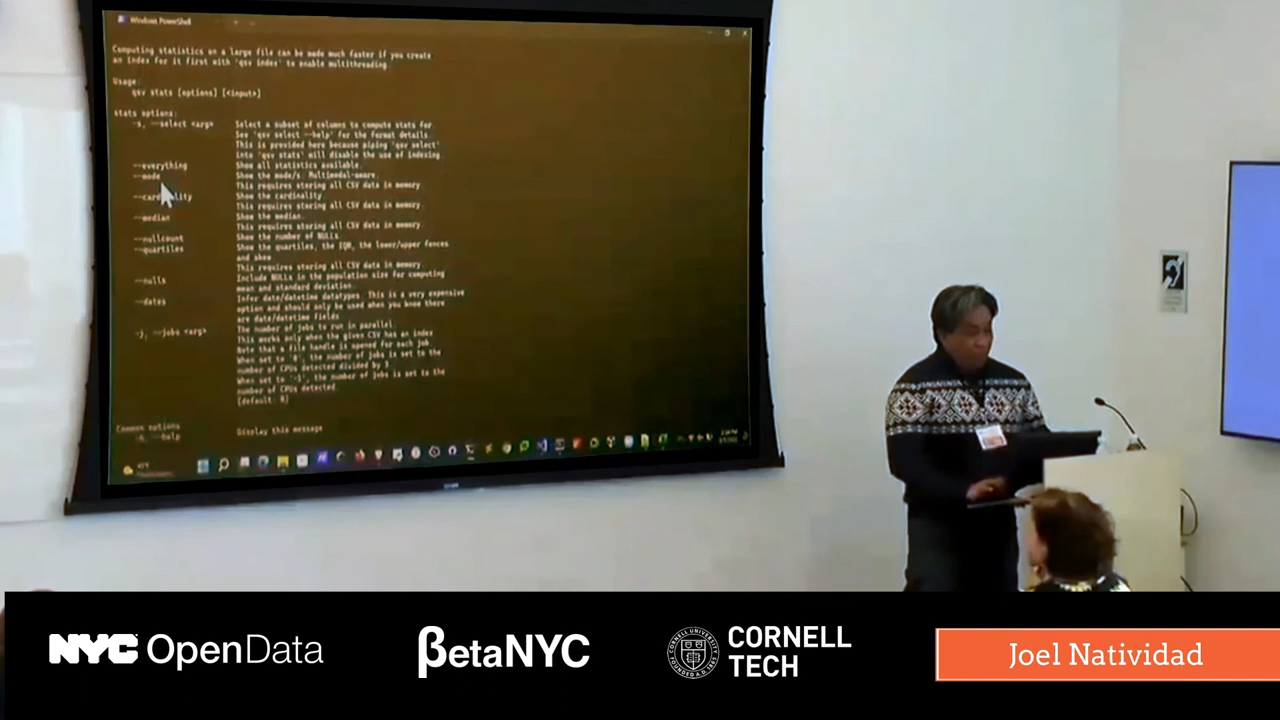 Windows PowerShell
Computing statistics on a large file can be made much faster if you create
an index for it first with 'qsv index' to enable multithreading.
Usage:
qsv stats [options] [<input>]
stats options:
-s, --select <arg> Select a subset of columns to compute stats for.
See 'qsv select --help' for the format details.
This is provided here because piping 'qsv select'
into 'qsv stats' will disable the use of indexing.
--everything Show all statistics available.
--mode Show the mode/s. Multimodal-aware.
This requires storing all CSV data in memory.
--cardinality Show the cardinality.
This requires storing all CSV data in memory.
--median Show the median.
This requires storing all CSV data in memory.
--nullcount Show the number of NULLs.
--quartiles Show the quartiles, the IQR, the lower/upper fences
and skew.
This requires storing all CSV data in memory.
--nulls Include NULLs in the population size for computing
mean and standard deviation.
--dates Infer date/datetime datatypes. This is a very expensive
option and should only be used when you know there
are date/datetime fields.
-j, --jobs <arg> The number of jobs to run in parallel.
This works only when the given CSV has an index.
Note that a file handle is opened for each job.
When set to '0', the number of jobs is set to the
number of CPUs detected divided by 3.
When set to '-1', the number of jobs is set to the
number of CPUs detected.
[default: 0]
Common options:
-h, --help Display this message
NYC OpenData
βetaNYC
CORNELL
TECH
Joel Natividad